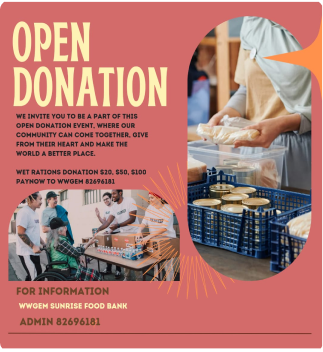 OPEN
DONATION
WE INVITE YOU TO BE A PART OF THIS
OPEN DONATION EVENT, WHERE OUR
COMMUNITY CAN COME TOGETHER, GIVE
FROM THEIR HEART AND MAKE THE
WORLD A BETTER PLACE.
WET RATIONS DONATION $20, $50, $100
PAYNOW TO WWGEM 82696181
FOR INFORMATION
WWGEM SUNRISE FOOD BANK
ADMIN 82696181